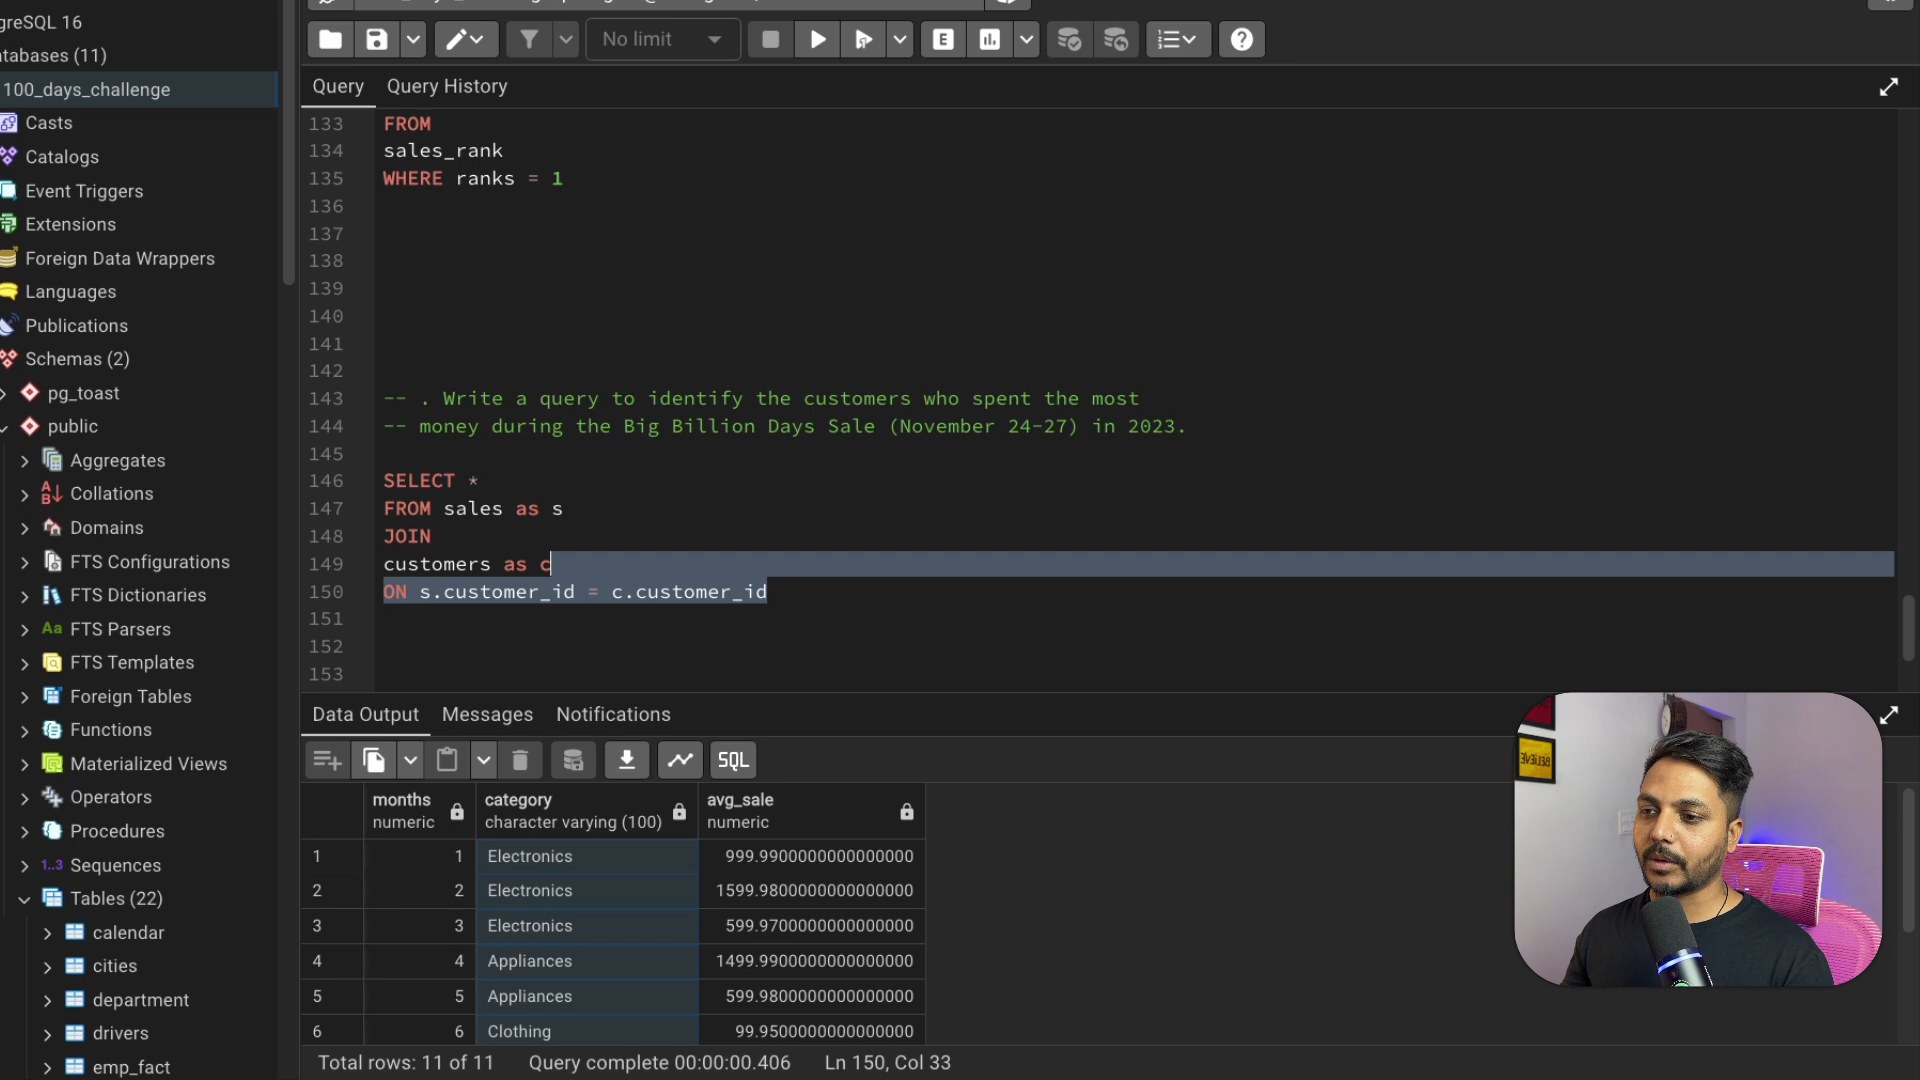 greSQL 16
tabases (11)
100_days_challenge
Casts
Catalogs
Event Triggers
Extensions
Foreign Data Wrappers
Languages
Publications
Schemas (2)
pg_toast
public
Aggregates
Collations
Domains
FTS Configurations
FTS Dictionaries
Aa FTS Parsers
FTS Templates
Foreign Tables
Functions
Materialized Views
Operators
Procedures
1..3 Sequences
Tables (22)
calendar
cities
department
drivers
emp_fact
No limit
E
Query Query History
133 FROM
134 sales_rank
135 WHERE ranks = 1
136
137
138
139
140
141
142
143 -- . Write a query to identify the customers who spent the most
144 -- money during the Big Billion Days Sale (November 24-27) in 2023.
145
146 SELECT *
147 FROM sales as s
148 JOIN
149 customers as c
150 ON s.customer_id = c.customer_id
151
152
153
Data Output Messages Notifications
SQL
months category avg_sale
numeric character varying (100) numeric
1 1 Electronics 999.9900000000000000
2 2 Electronics 1599.9800000000000000
3 3 Electronics 599.9700000000000000
4 4 Appliances 1499.9900000000000000
5 5 Appliances 599.9800000000000000
6 6 Clothing 99.9500000000000000
Total rows: 11 of 11 Query complete 00:00:00.406 Ln 150, Col 33
BELIEVE